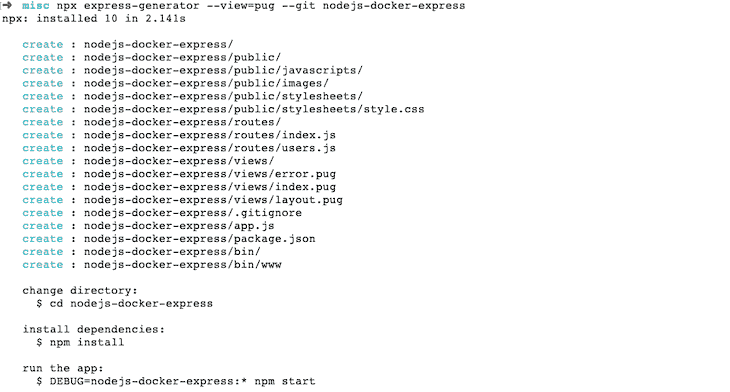 ➜ misc npx express-generator --view=pug --git nodejs-docker-express
npx: installed 10 in 2.141s
create : nodejs-docker-express/
create : nodejs-docker-express/public/
create : nodejs-docker-express/public/javascripts/
create : nodejs-docker-express/public/images/
create : nodejs-docker-express/public/stylesheets/
create : nodejs-docker-express/public/stylesheets/style.css
create : nodejs-docker-express/routes/
create : nodejs-docker-express/routes/index.js
create : nodejs-docker-express/routes/users.js
create : nodejs-docker-express/views/
create : nodejs-docker-express/views/error.pug
create : nodejs-docker-express/views/index.pug
create : nodejs-docker-express/views/layout.pug
create : nodejs-docker-express/.gitignore
create : nodejs-docker-express/app.js
create : nodejs-docker-express/package.json
create : nodejs-docker-express/bin/
create : nodejs-docker-express/bin/www
change directory:
$ cd nodejs-docker-express
install dependencies:
$ npm install
run the app:
$ DEBUG=nodejs-docker-express:* npm start